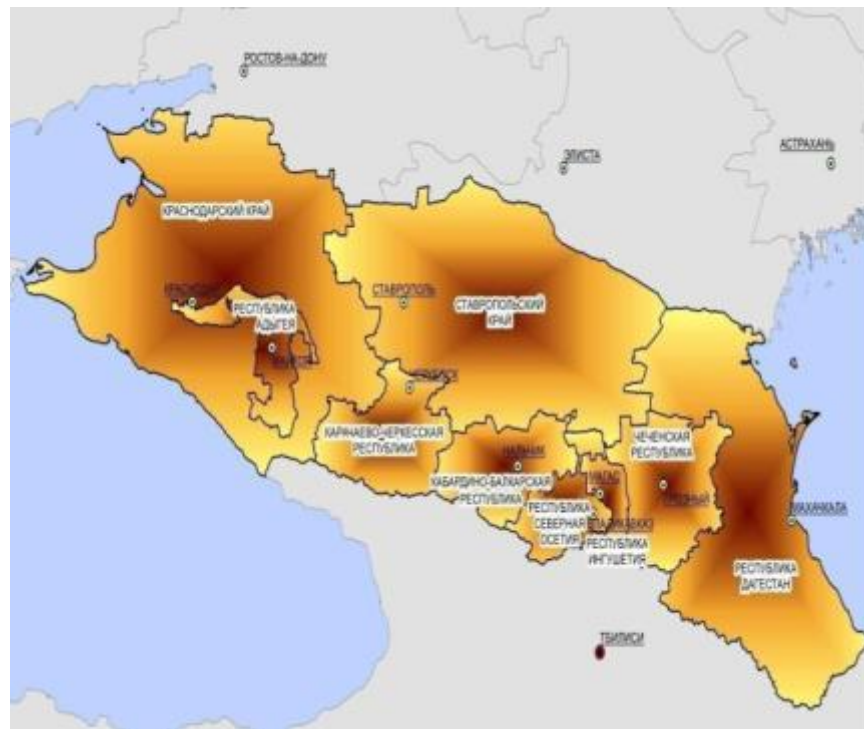 РОСТОВ-НА-ДОНУ
ЭЛИСТА
АСТРАХАНЬ
КРАСНОДАРСКИЙ КРАЙ
СТАВРОПОЛЬ
СТАВРОПОЛЬСКИЙ
КРАЙ
РЕСПУБЛИКА
АДЫГЕЯ
КАРАЧАЕВО-ЧЕРКЕССКАЯ
РЕСПУБЛИКА
НАЛЬЧИК
КАБАРДИНО-БАЛКАРСКАЯ
РЕСПУБЛИКА
ЧЕЧЕНСКАЯ
РЕСПУБЛИКА
МАГАС
РЕСПУБЛИКА
СЕВЕРНАЯ
ОСЕТИЯ
РЕСПУБЛИКА
ИНГУШЕТИЯ
МАХАЧКАЛА
РЕСПУБЛИКА
ДАГЕСТАН
ТБИЛИСИ